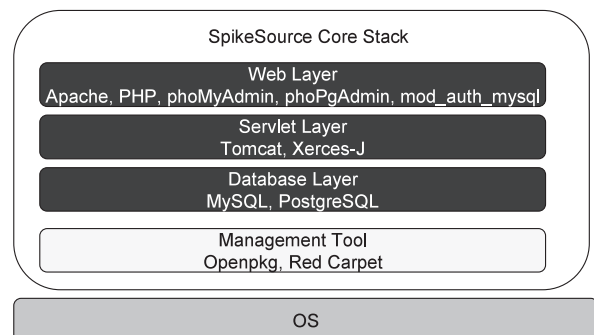 SpikeSource Core Stack
Web Layer
Apache, PHP, phoMyAdmin, phoPgAdmin, mod_auth_mysql
Servlet Layer
Tomcat, Xerces-J
Database Layer
MySQL, PostgreSQL
Management Tool
Openpkg, Red Carpet
OS